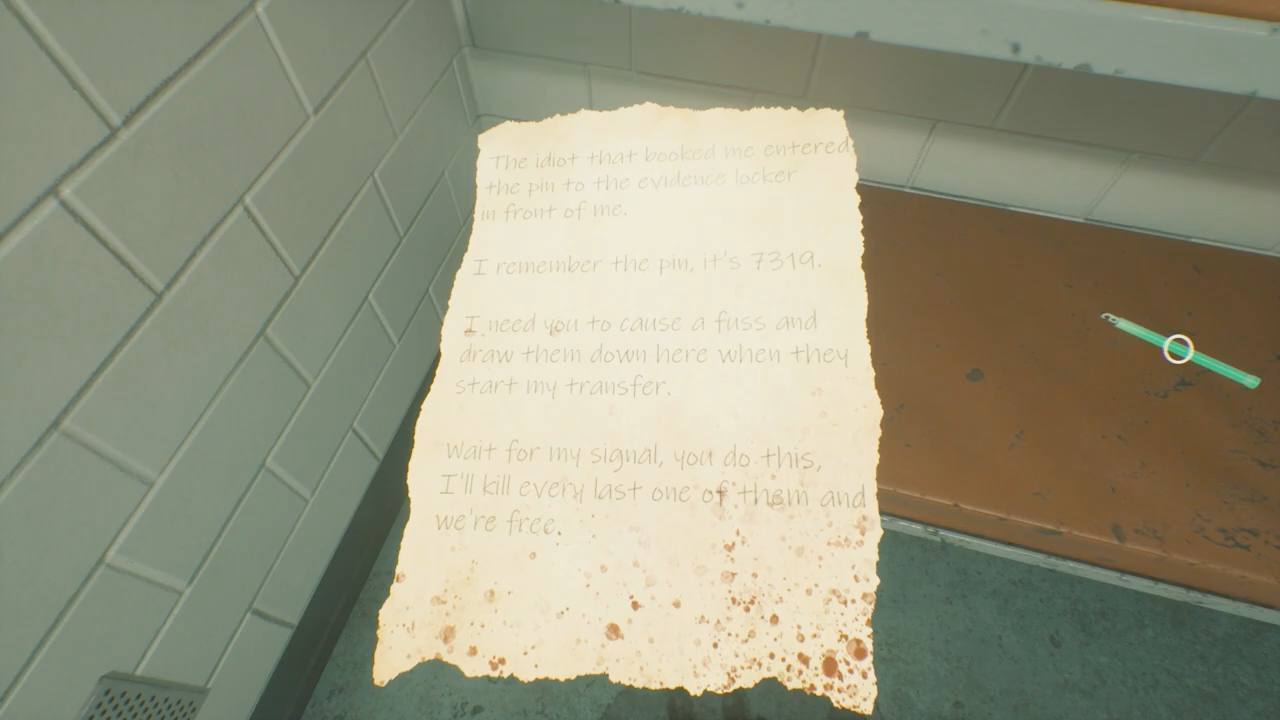 The idiot that booked me entered
the pin to the evidence locker
in front of me.
I remember the pin, it's 7319.
I need you to cause a fuss and
draw them down here when they
start my transfer.
Wait for my signal, you do this,
I'll kill every last one of them and
we're free.